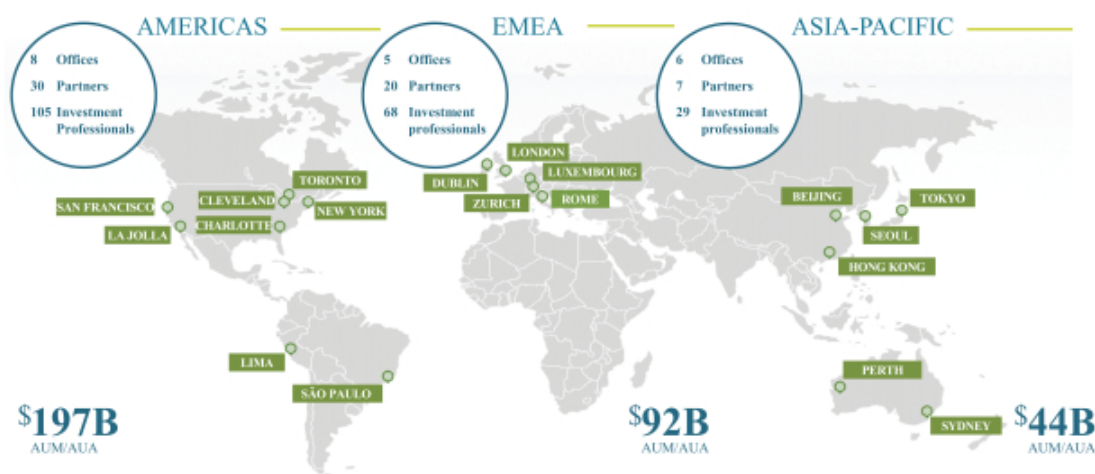 AMERICAS
8 Offices
30 Partners
105 Investment
Professionals
EMEA
5 Offices
20 Partners
68 Investment
professionals
ASIA-PACIFIC
6 Offices
7 Partners
29 Investment
professionals
TORONTO
CLEVELAND
SAN FRANCISCO
NEW YORK
LA JOLLA
CHARLOTTE
LIMA
SÃO PAULO
LONDON
DUBLIN
LUXEMBOURG
ZURICH
ROME
BEIJING
TOKYO
SEOUL
HONG KONG
PERTH
SYDNEY
$197B
AUM/AUA
$92B
AUM/AUA
$44B
AUM/AUA